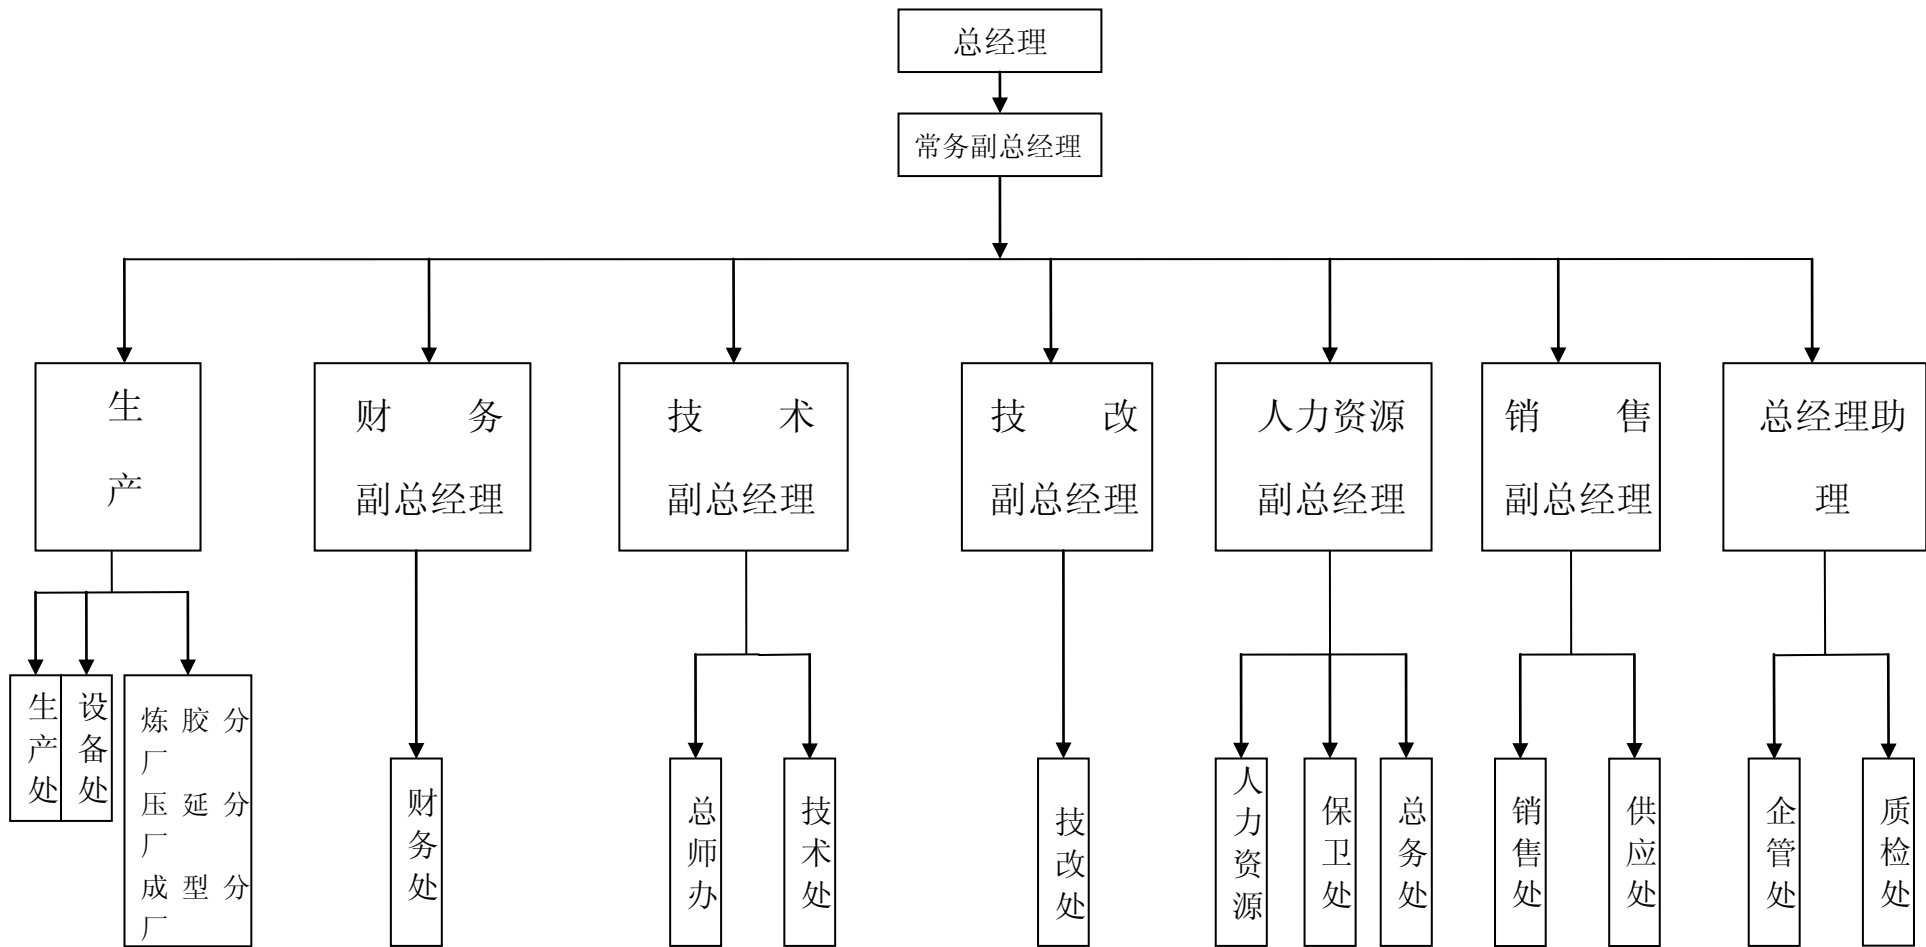 总经理
常务副总经理
生
产
财务
副总经理
技术
副总经理
技改
副总经理
人力资源
副总经理
销售
副总经理
总经理助
理
生产处
设备处
炼胶分
厂
压延分
厂
成型分
厂
财务处
总师办
技术处
技改处
人力资源
保卫处
总务处
销售处
供应处
企管处
质检处